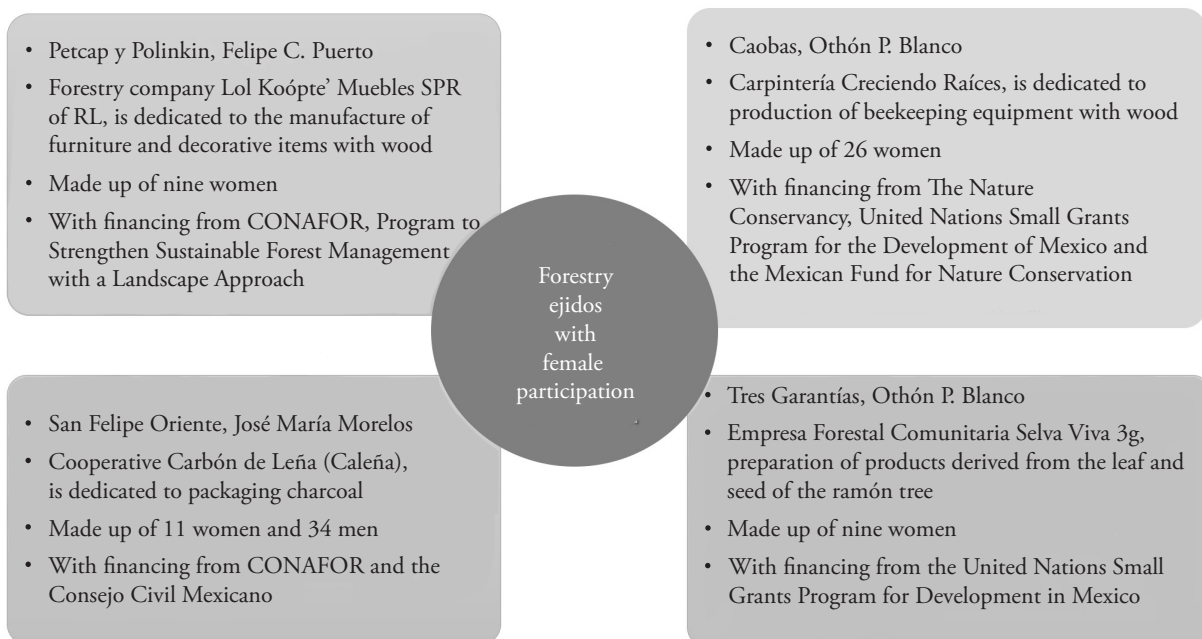 • Petcap y Polinkin, Felipe C. Puerto
• Forestry company Lol Koópte’ Muebles SPR
of RL, is dedicated to the manufacture of
furniture and decorative items with wood
• Made up of nine women
• With financing from CONAFOR, Program to
Strengthen Sustainable Forest Management
with a Landscape Approach
• Caobas, Othón P. Blanco
• Carpintería Creciendo Raíces, is dedicated to
production of beekeeping equipment with wood
• Made up of 26 women
• With financing from The Nature
Conservancy, United Nations Small Grants
Program for the Development of Mexico and
the Mexican Fund for Nature Conservation
Forestry
ejidos
with
female
participation
• San Felipe Oriente, José María Morelos
• Cooperative Carbón de Leña (Caleña),
is dedicated to packaging charcoal
• Made up of 11 women and 34 men
• With financing from CONAFOR and the
Consejo Civil Mexicano
• Tres Garantías, Othón P. Blanco
• Empresa Forestal Comunitaria Selva Viva 3g,
preparation of products derived from the leaf and
seed of the ramón tree
• Made up of nine women
• With financing from the United Nations Small
Grants Program for Development in Mexico